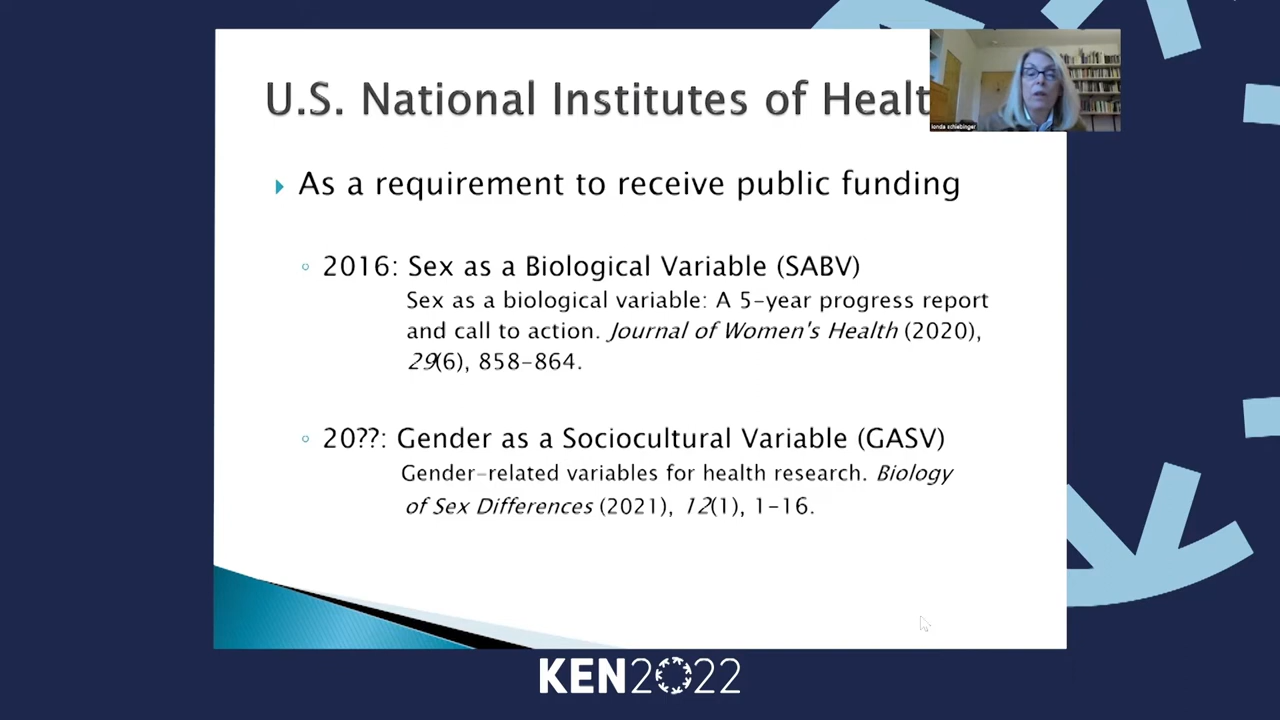 U.S. National Institutes of Healt
londa schiebinger
As a requirement to receive public funding
2016: Sex as a Biological Variable (SABV)
Sex as a biological variable: A 5-year progress report
and call to action. Journal of Women's Health (2020),
29(6), 858-864.
20??: Gender as a Sociocultural Variable (GASV)
Gender-related variables for health research. Biology
of Sex Differences (2021), 12(1), 1-16.
KEN2022